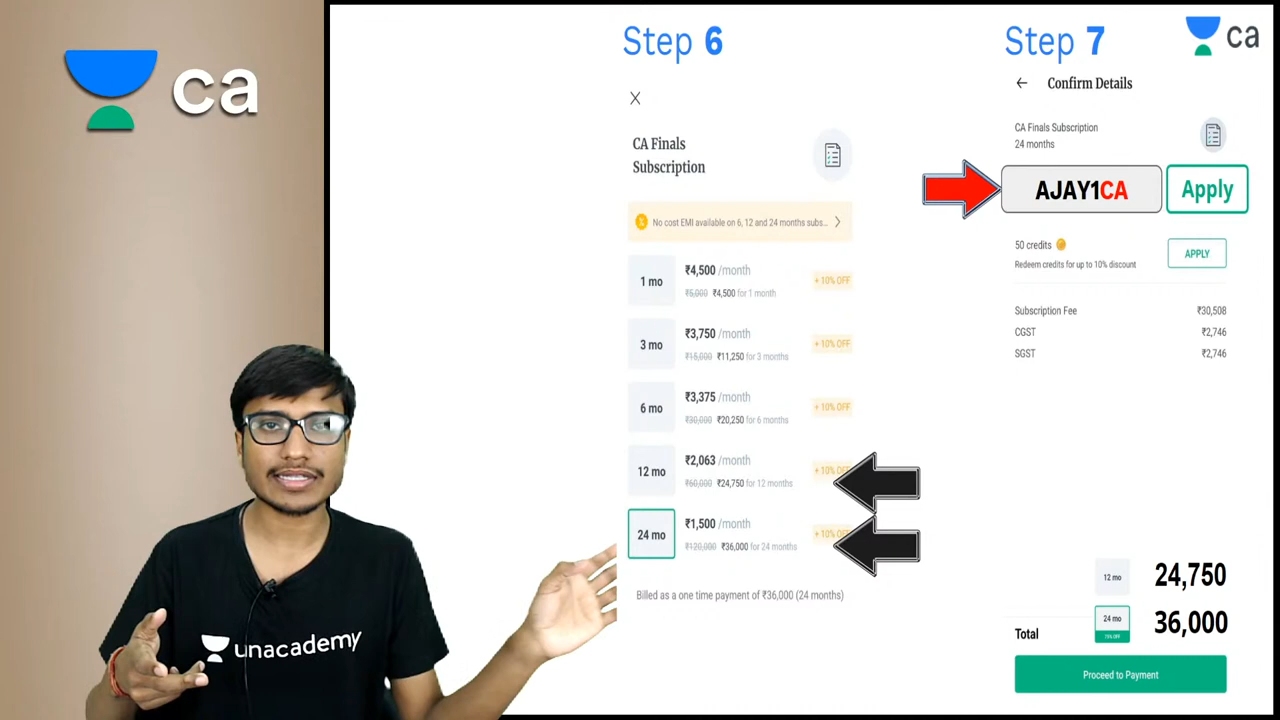 ca
unacademy
Step 6
CA Finals
Subscription
No cost EMI available on 6, 12 and 24 months subs...
1 mo
₹4,500 /month
₹5,000 ₹4,500 for 1 month
+ 10% OFF
3 mo
₹3,750 /month
₹15,000 ₹11,250 for 3 months
+ 10% OFF
6 mo
₹3,375 /month
₹30,000 ₹20,250 for 6 months
+ 10% OFF
12 mo
₹2,063 /month
₹60,000 ₹24,750 for 12 months
+ 10% OFF
24 mo
₹1,500 /month
₹120,000 ₹36,000 for 24 months
+ 10% OFF
Billed as a one time payment of ₹36,000 (24 months)
Step 7
ca
Confirm Details
CA Finals Subscription
24 months
AJAY1CA
Apply
50 credits
Redeem credits for up to 10% discount
APPLY
Subscription Fee ₹30,508
CGST ₹2,746
SGST ₹2,746
12 mo 24,750
24 mo 36,000
Total
Proceed to Payment